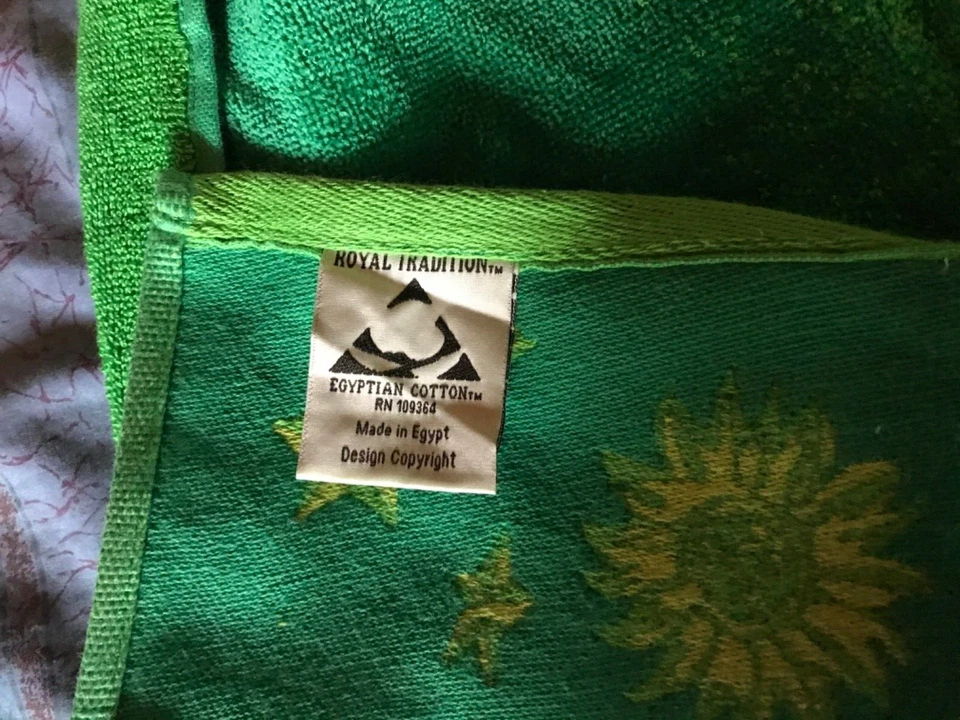 ROYAL TRADITION™
EGYPTIAN COTTON™
RN 109364
Made in Egypt
Design Copyright